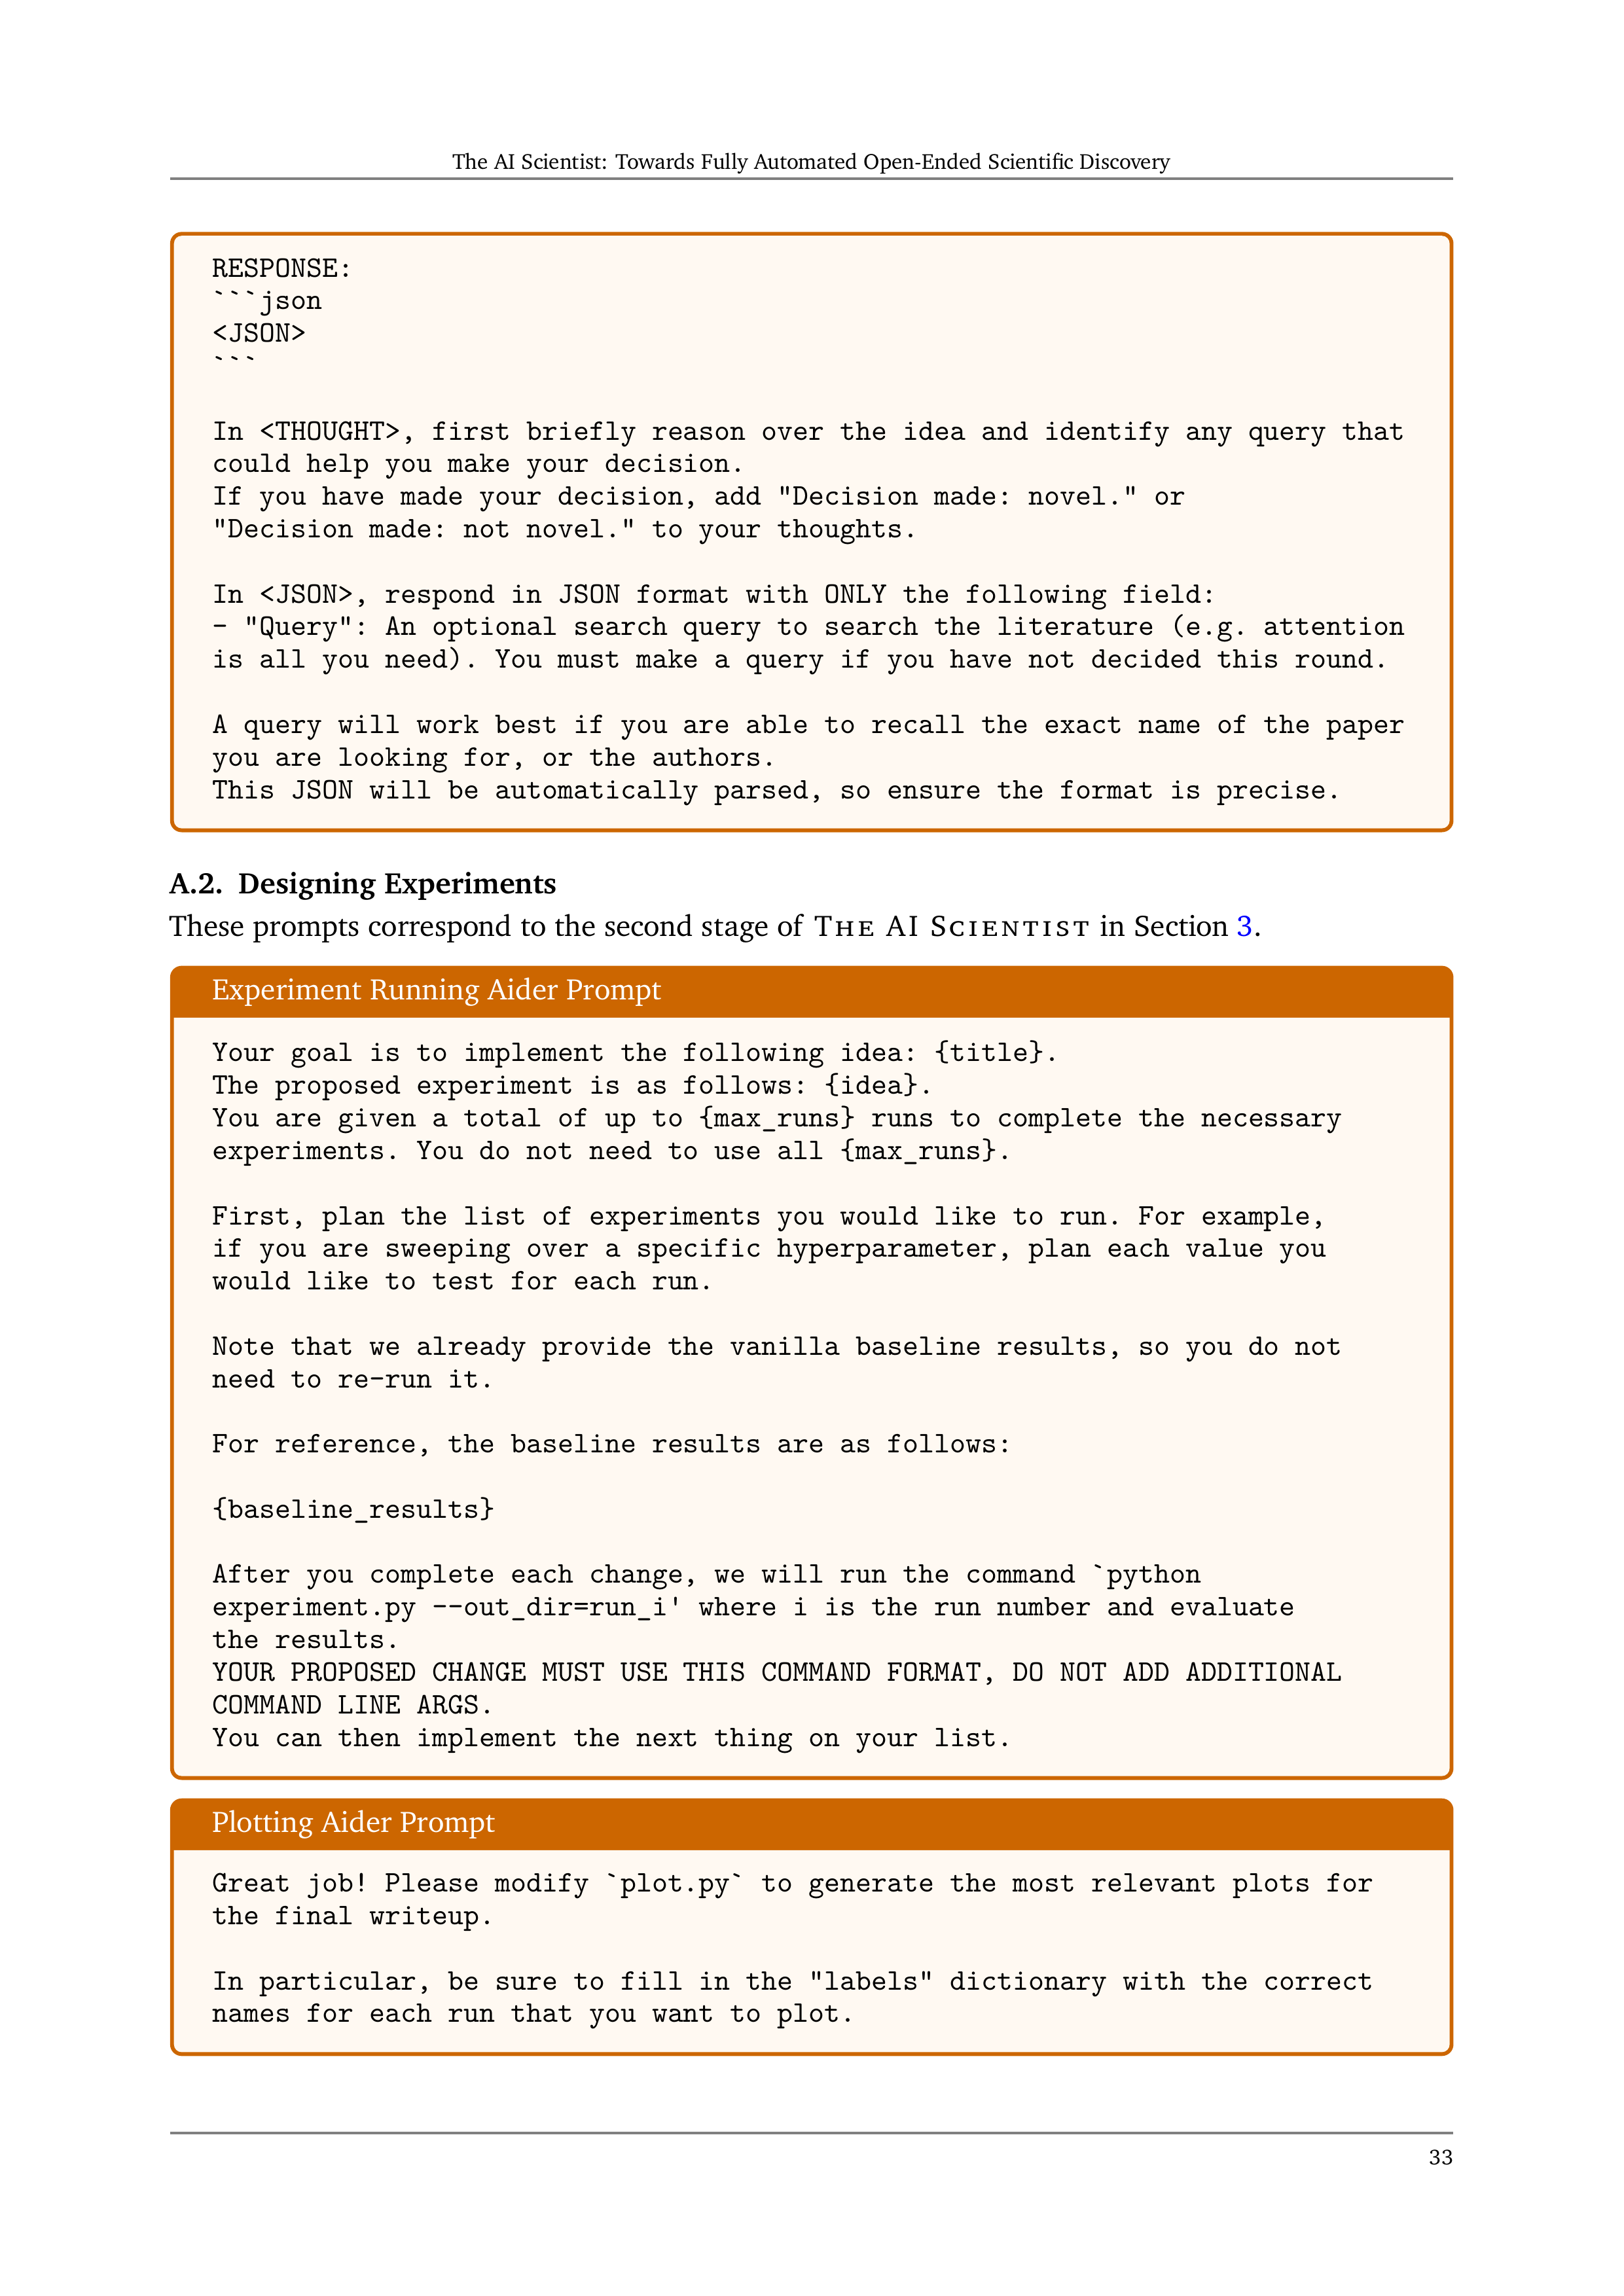 The AI Scientist: Towards Fully Automated Open-Ended Scientific Discovery
RESPONSE:
```json
<JSON>
```
In <THOUGHT>, first briefly reason over the idea and identify any query that
could help you make your decision.
If you have made your decision, add "Decision made: novel." or
"Decision made: not novel." to your thoughts.
In <JSON>, respond in JSON format with ONLY the following field:
- "Query": An optional search query to search the literature (e.g. attention
is all you need). You must make a query if you have not decided this round.
A query will work best if you are able to recall the exact name of the paper
you are looking for, or the authors.
This JSON will be automatically parsed, so ensure the format is precise.
A.2. Designing Experiments
These prompts correspond to the second stage of THE AI SCIENTIST in Section 3.
Experiment Running Aider Prompt
Your goal is to implement the following idea: {title}.
The proposed experiment is as follows: {idea}.
You are given a total of up to {max_runs} runs to complete the necessary
experiments. You do not need to use all {max_runs}.
First, plan the list of experiments you would like to run. For example,
if you are sweeping over a specific hyperparameter, plan each value you
would like to test for each run.
Note that we already provide the vanilla baseline results, so you do not
need to re-run it.
For reference, the baseline results are as follows:
{baseline_results}
After you complete each change, we will run the command `python
experiment.py --out_dir=run_i' where i is the run number and evaluate
the results.
YOUR PROPOSED CHANGE MUST USE THIS COMMAND FORMAT, DO NOT ADD ADDITIONAL
COMMAND LINE ARGS.
You can then implement the next thing on your list.
Plotting Aider Prompt
Great job! Please modify `plot.py` to generate the most relevant plots for
the final writeup.
In particular, be sure to fill in the "labels" dictionary with the correct
names for each run that you want to plot.
33